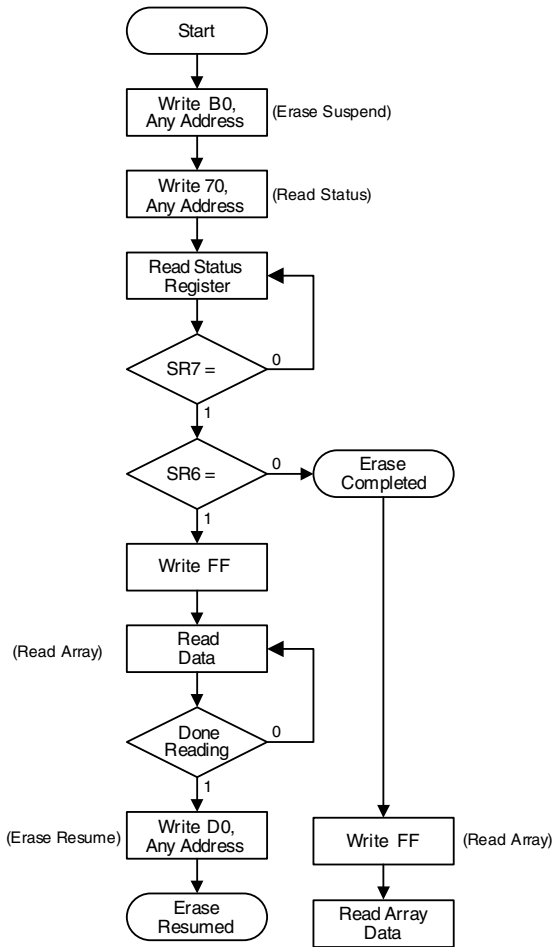 Start
Write B0,
Any Address
(Erase Suspend)
Write 70,
Any Address
(Read Status)
Read Status
Register
SR7 =
0
1
SR6 =
0
Erase
Completed
1
Write FF
(Read Array)
Read
Data
Done
Reading
0
1
(Erase Resume)
Write D0,
Any Address
Write FF
(Read Array)
Erase
Resumed
Read Array
Data